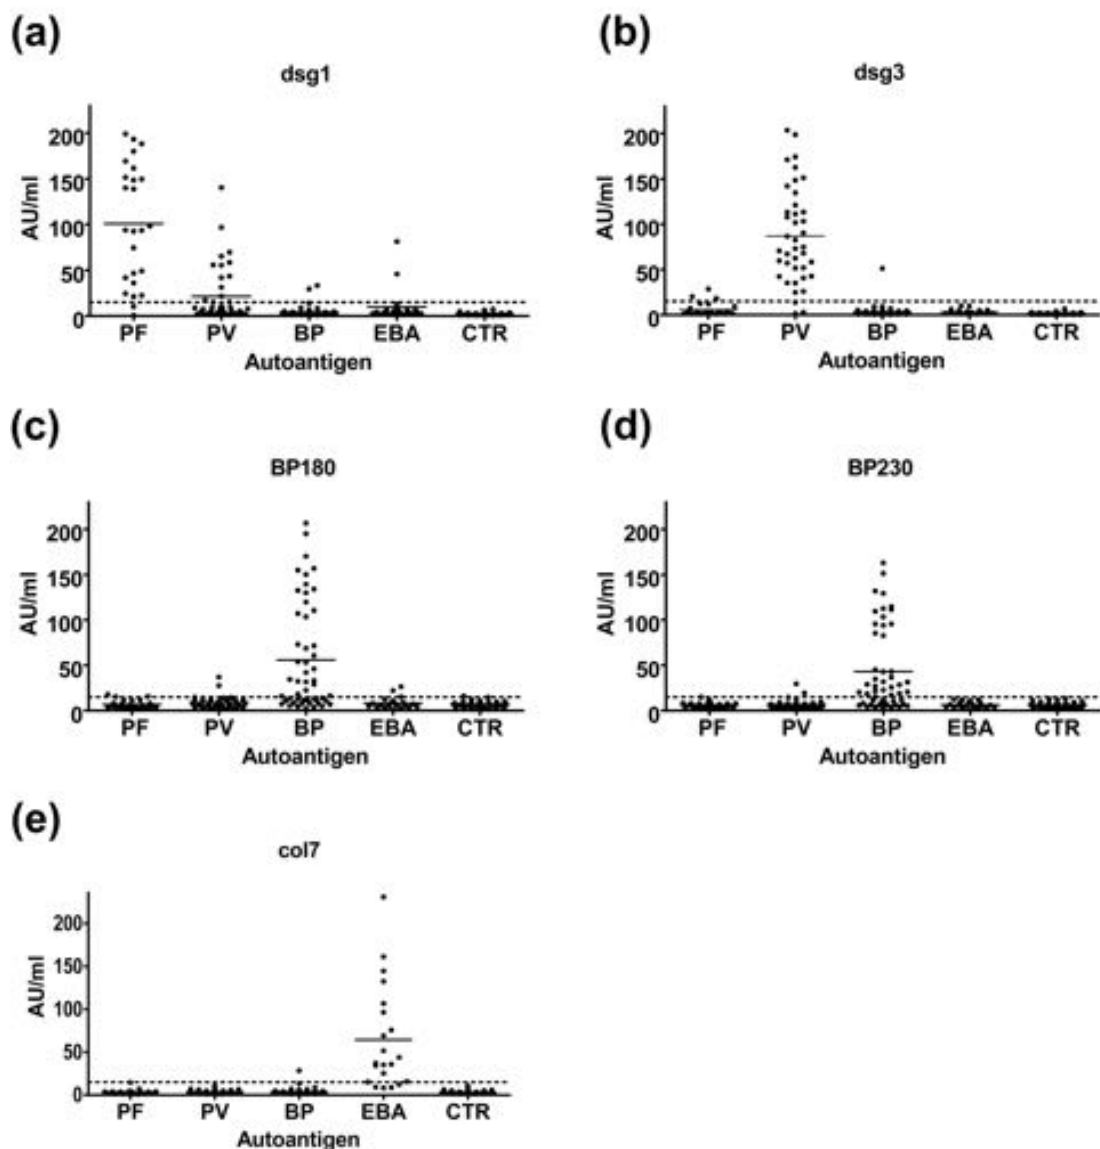 (a)
dsg1
AU/ml
200
150
100
50
0
PF PV BP EBA CTR
Autoantigen
(b)
dsg3
AU/ml
200
150
100
50
0
PF PV BP EBA CTR
Autoantigen
(c)
BP180
AU/ml
200
150
100
50
0
PF PV BP EBA CTR
Autoantigen
(d)
BP230
AU/ml
200
150
100
50
0
PF PV BP EBA CTR
Autoantigen
(e)
col7
AU/ml
200
150
100
50
0
PF PV BP EBA CTR
Autoantigen